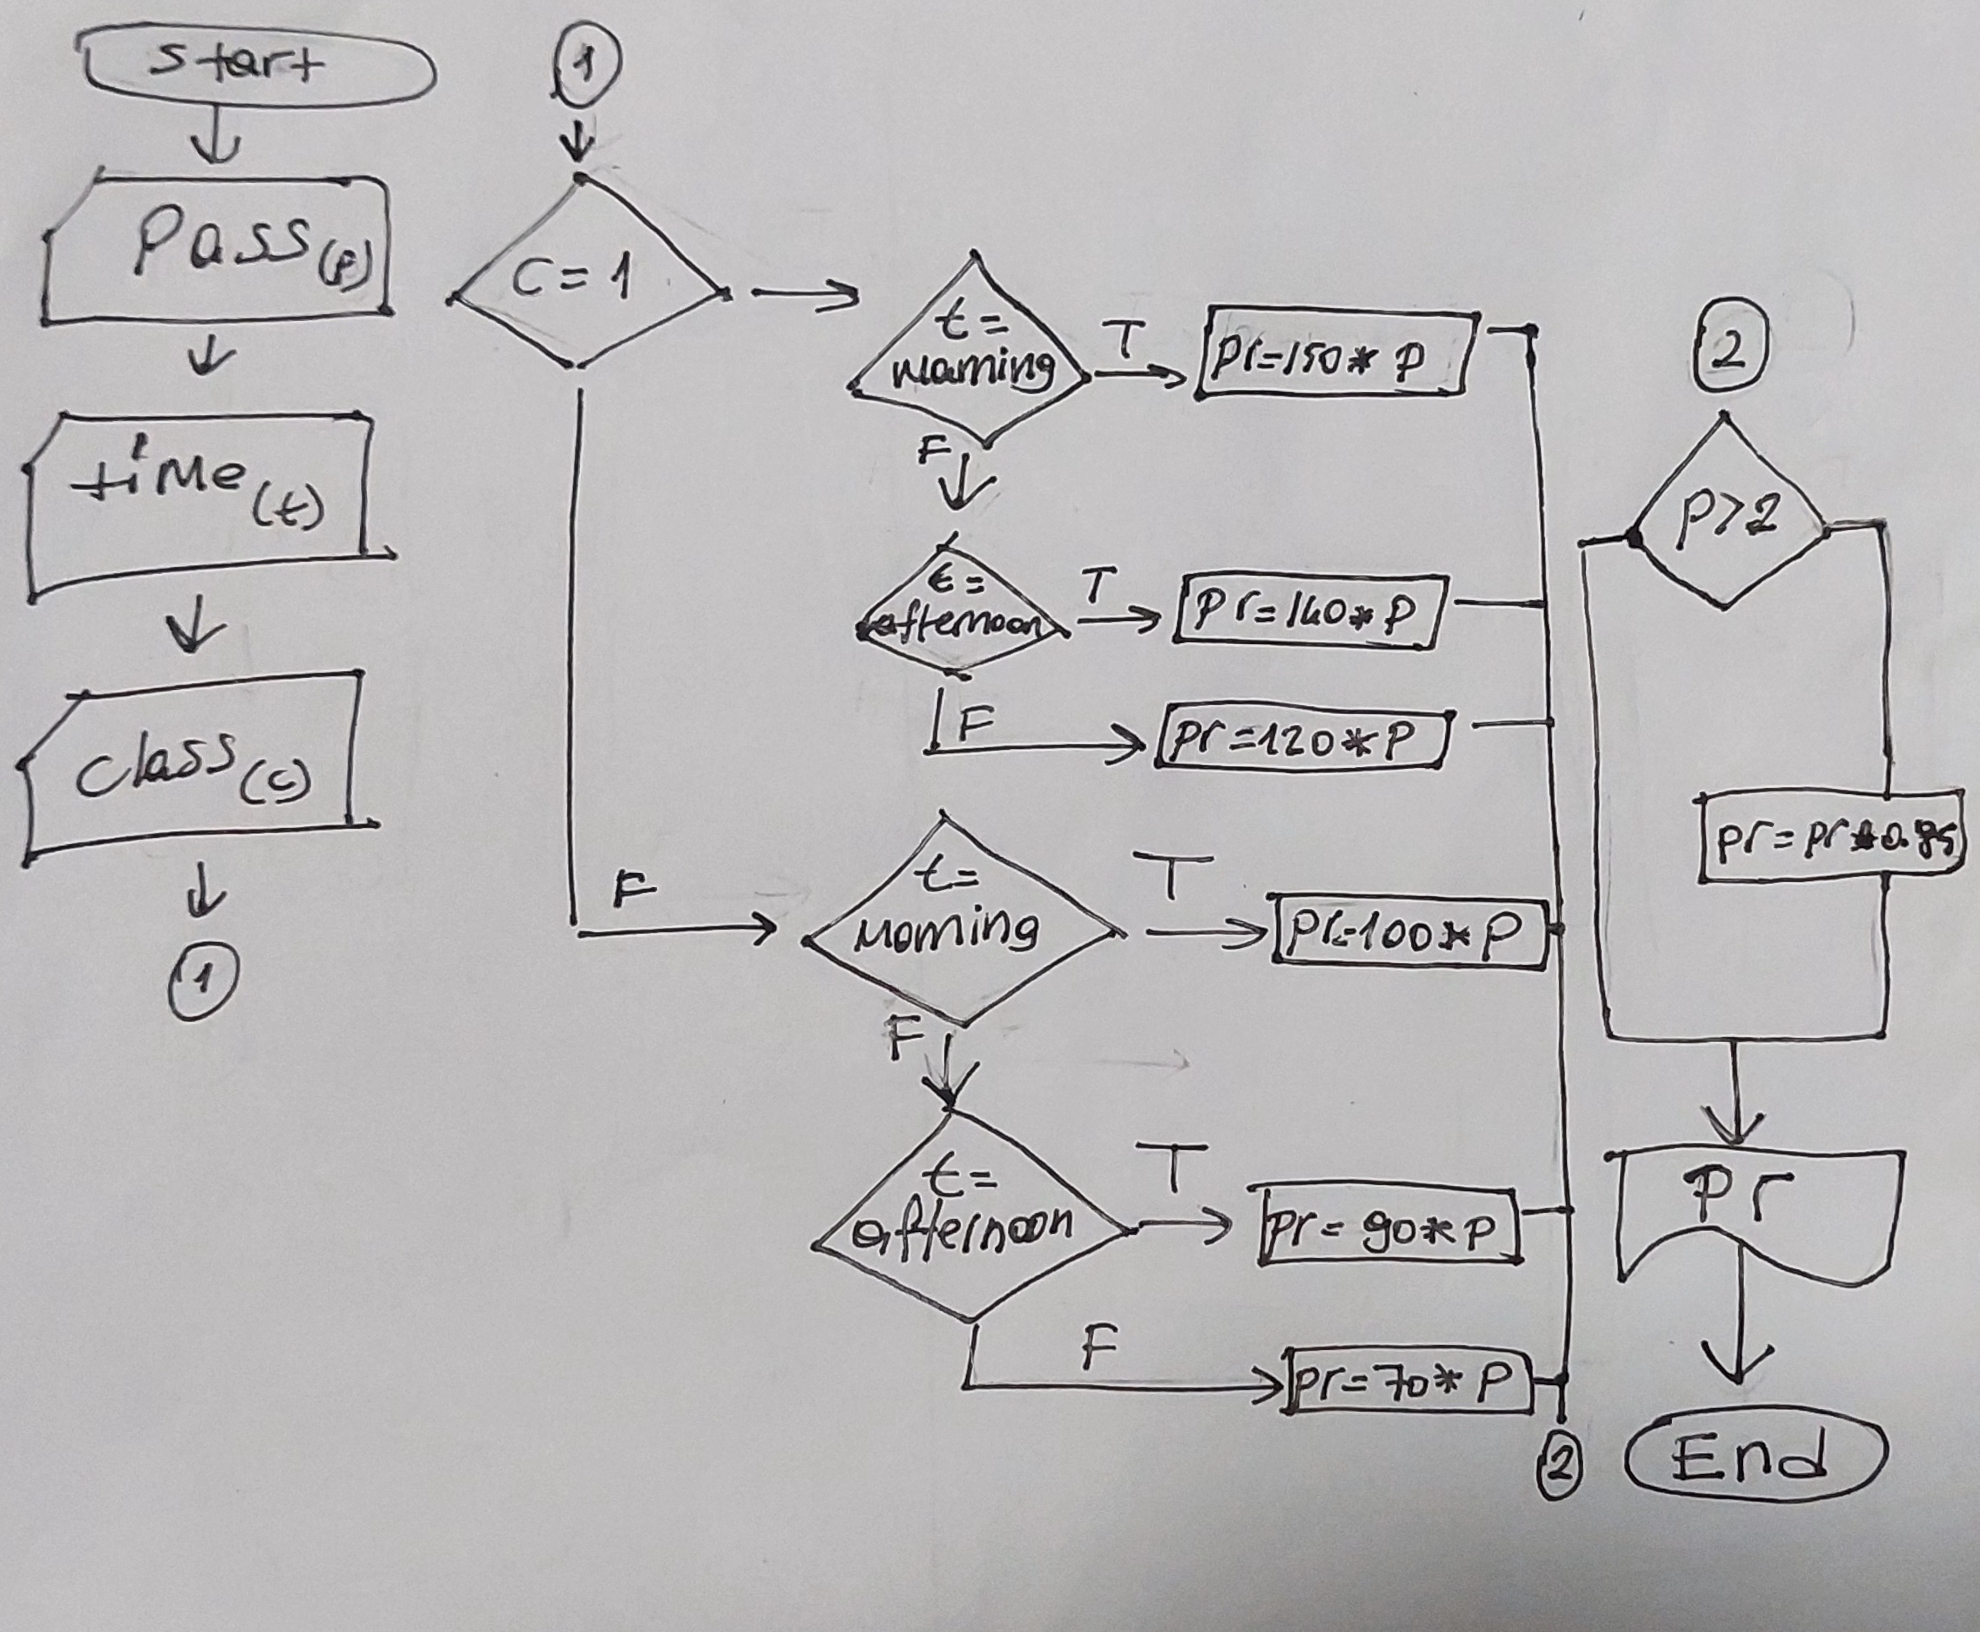 start
Pass (p)
time (t)
class (c)
1
1
C=1
t=
morning
T
pr=150* P
F
t=
afternoon
T
Pr=140* P
F
pr=120* P
F
t=
morning
T
Pr=100* P
F
t=
afternoon
T
pr=90* P
F
pr=70* P
2
2
P>2
pr=pr*0.85
Pr
End